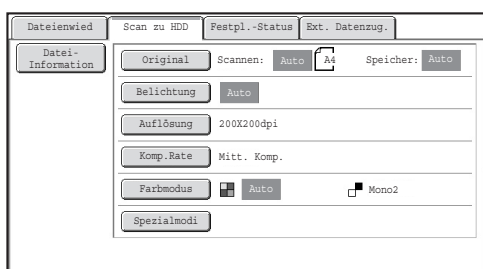 Dateienwied Scan zu HDD Festpl.-Status Ext. Datenzug.
Datei-
Information
Original Scannen: Auto A4 Speicher: Auto
Belichtung Auto
Auflösung 200X200dpi
Komp.Rate Mitt. Komp.
Farbmodus Auto Mono2
Spezialmodi